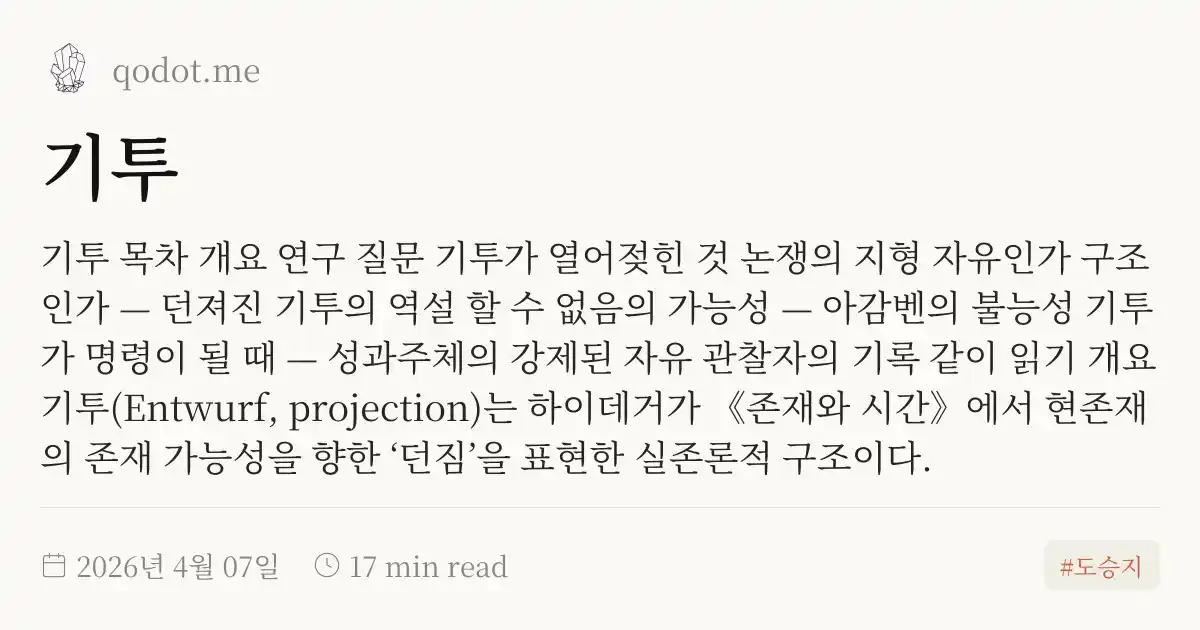 qodot.me
기투
기투 목차 개요 연구 질문 기투가 열어젖힌 것 논쟁의 지형 자유인가 구조
인가 — 던져진 기투의 역설 할 수 없음의 가능성 — 아감벤의 불능성 기투
가 명령이 될 때 — 성과주체의 강제된 자유 관찰자의 기록 같이 읽기 개요
기투(Entwurf, projection)는 하이데거가 《존재와 시간》에서 현존재
의 존재 가능성을 향한 ‘던짐’을 표현한 실존론적 구조이다.
2026년 4월 07일 17 min read #도승지